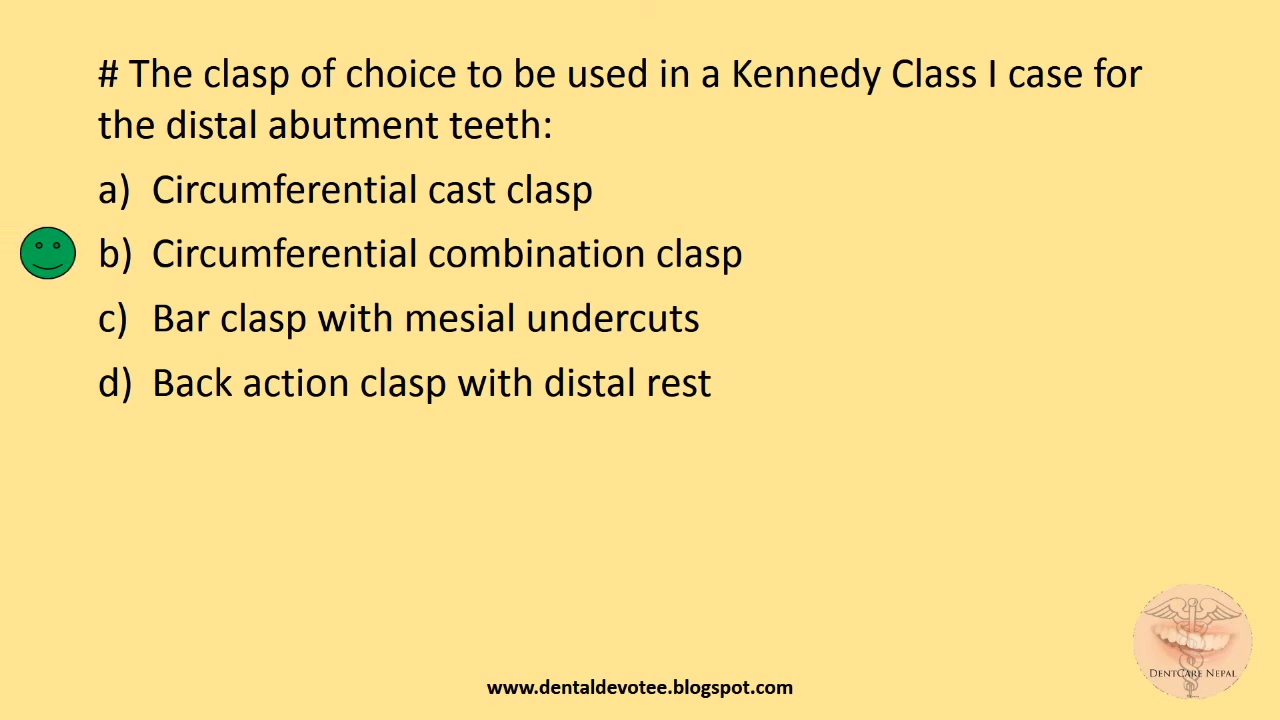 # The clasp of choice to be used in a Kennedy Class I case for
the distal abutment teeth:
a) Circumferential cast clasp
b) Circumferential combination clasp
c) Bar clasp with mesial undercuts
d) Back action clasp with distal rest
DENTCARE NEPAL
www.dentaldevotee.blogspot.com